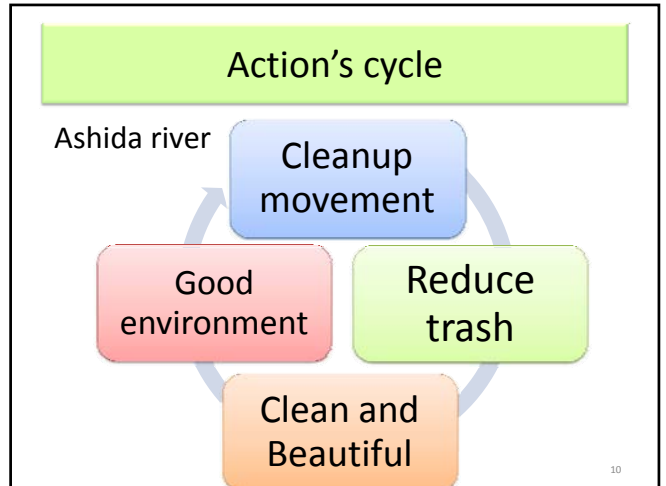 Action’s cycle
Ashida river
Cleanup
movement
Reduce
trash
Clean and
Beautiful
Good
environment
10